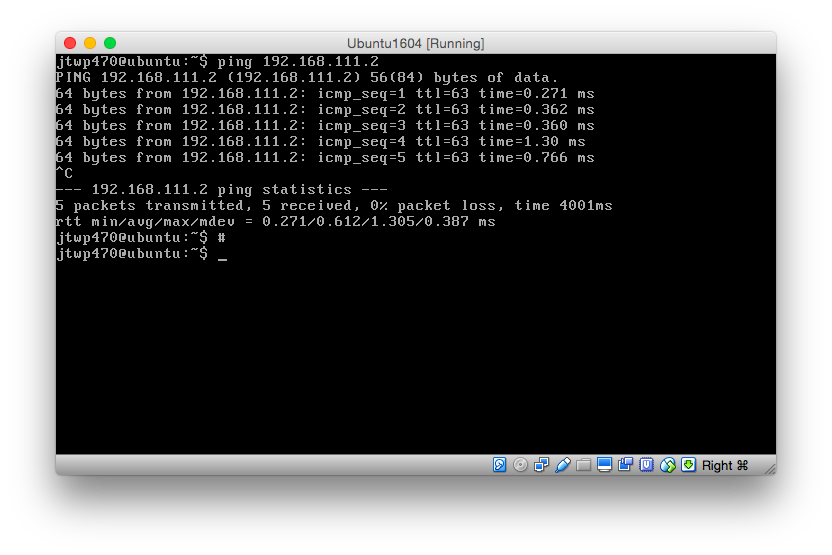 Ubuntu1604 [Running]
jtwp470@ubuntu:~$ ping 192.168.111.2
PING 192.168.111.2 (192.168.111.2) 56(84) bytes of data.
64 bytes from 192.168.111.2: icmp_seq=1 ttl=63 time=0.271 ms
64 bytes from 192.168.111.2: icmp_seq=2 ttl=63 time=0.362 ms
64 bytes from 192.168.111.2: icmp_seq=3 ttl=63 time=0.360 ms
64 bytes from 192.168.111.2: icmp_seq=4 ttl=63 time=1.30 ms
64 bytes from 192.168.111.2: icmp_seq=5 ttl=63 time=0.766 ms
^C
--- 192.168.111.2 ping statistics ---
5 packets transmitted, 5 received, 0% packet loss, time 4001ms
rtt min/avg/max/mdev = 0.271/0.612/1.305/0.387 ms
jtwp470@ubuntu:~$ #
jtwp470@ubuntu:~$ _
Right ⌘